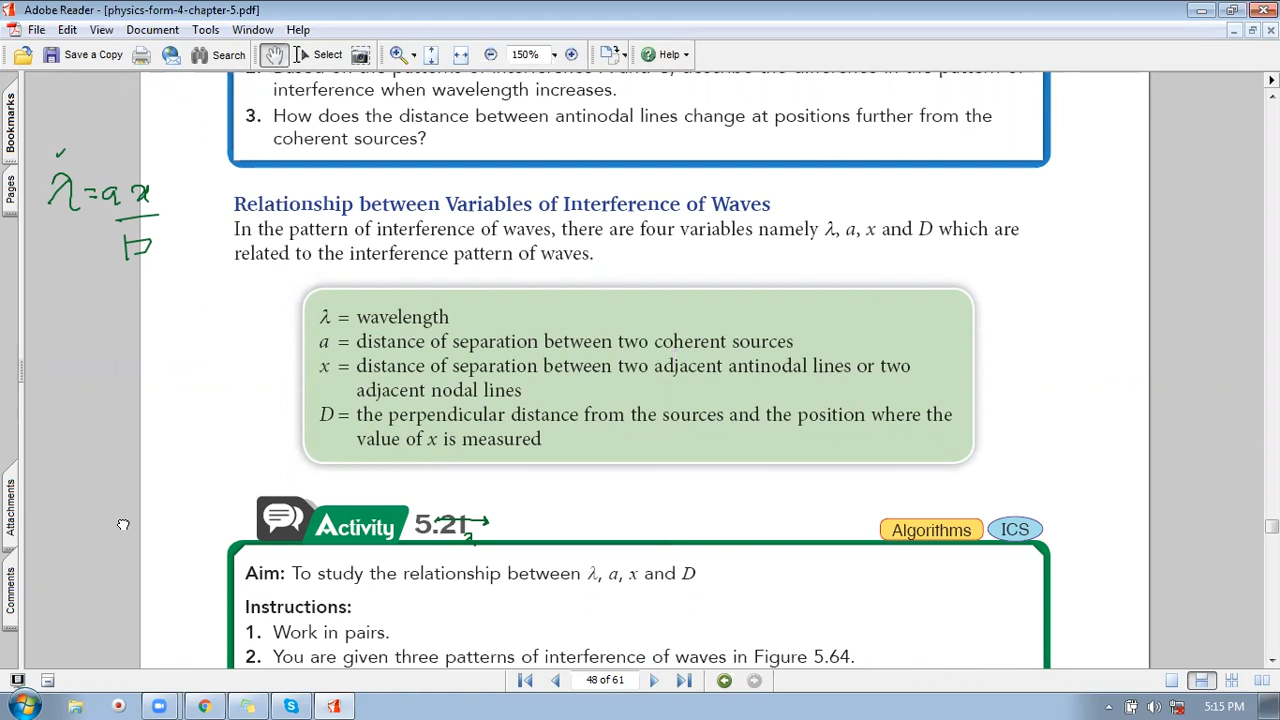 Adobe Reader - [physics-form-4-chapter-5.pdf]
File Edit View Document Tools Window Help
Save a Copy Search Select 150% Help
Bookmarks
Pages
Attachments
Comments
interference when wavelength increases.
3. How does the distance between antinodal lines change at positions further from the
coherent sources?
λ = a x
D
Relationship between Variables of Interference of Waves
In the pattern of interference of waves, there are four variables namely λ, a, x and D which are
related to the interference pattern of waves.
λ = wavelength
a = distance of separation between two coherent sources
x = distance of separation between two adjacent antinodal lines or two
adjacent nodal lines
D = the perpendicular distance from the sources and the position where the
value of x is measured
Activity 5.21
a
Algorithms ICS
Aim: To study the relationship between λ, a, x and D
Instructions:
1. Work in pairs.
2. You are given three patterns of interference of waves in Figure 5.64.
48 of 61
5:15 PM